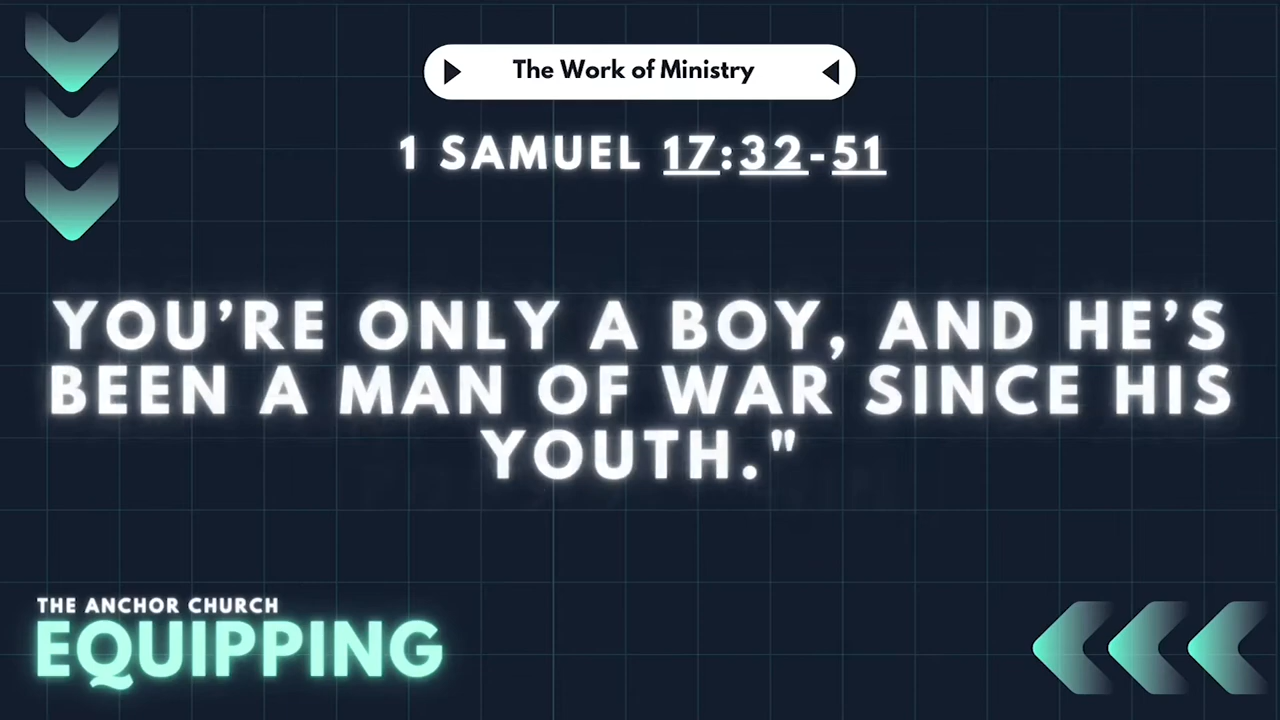 The Work of Ministry
1 SAMUEL 17:32-51
YOU’RE ONLY A BOY, AND HE’S
BEEN A MAN OF WAR SINCE HIS
YOUTH."
THE ANCHOR CHURCH
EQUIPPING